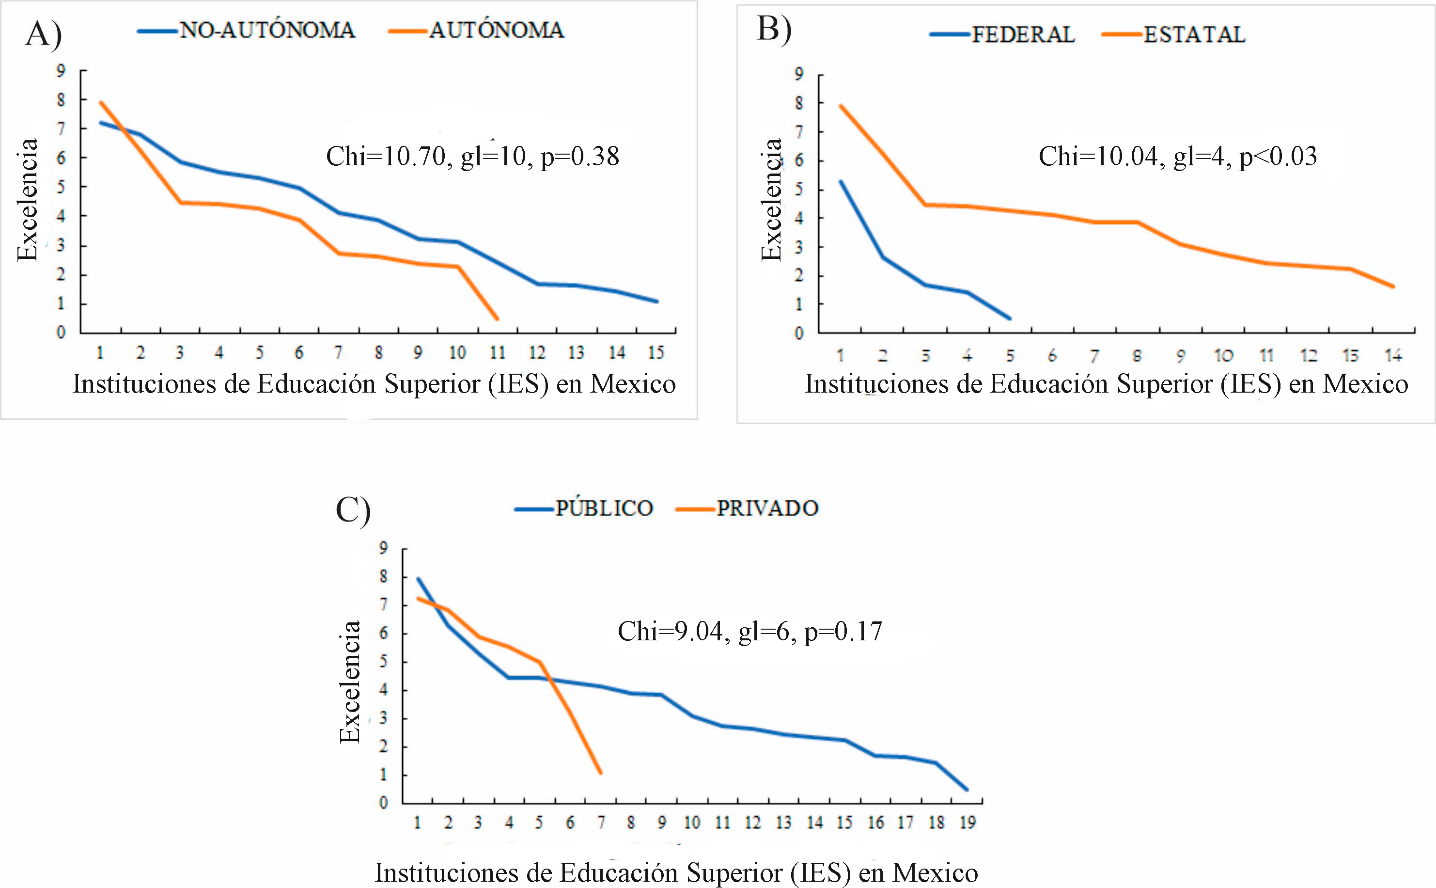 A)
NO-AUTÓNOMA AUTÓNOMA
9
8
7
6
5
4
3
2
1
0
Excelencia
Chi=10.70, gl=10, p=0.38
1 2 3 4 5 6 7 8 9 10 11 12 13 14 15
Instituciones de Educación Superior (IES) en Mexico
B)
FEDERAL ESTATAL
9
8
7
6
5
4
3
2
1
0
Excelencia
Chi=10.04, gl=4, p<0.03
1 2 3 4 5 6 7 8 9 10 11 12 13 14
Instituciones de Educación Superior (IES) en Mexico
C)
PÚBLICO PRIVADO
9
8
7
6
5
4
3
2
1
0
Excelencia
Chi=9.04, gl=6, p=0.17
1 2 3 4 5 6 7 8 9 10 11 12 13 14 15 16 17 18 19
Instituciones de Educación Superior (IES) en Mexico